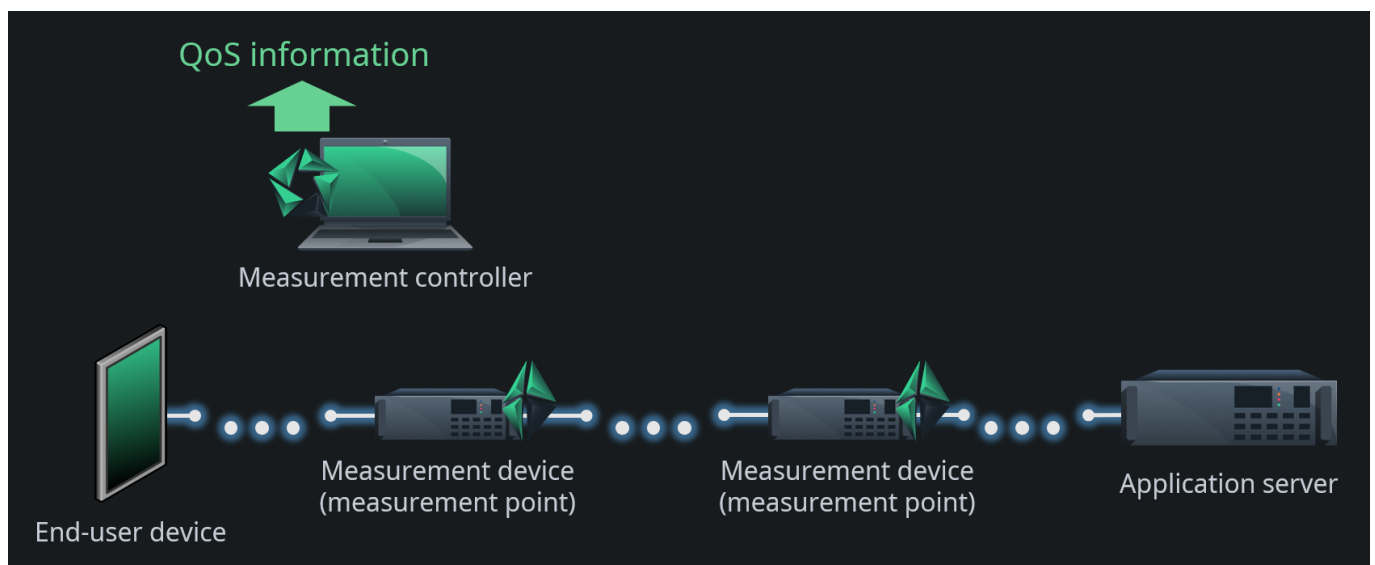 QoS information
Measurement controller
Measurement device
(measurement point)
Measurement device
(measurement point)
Application server
End-user device